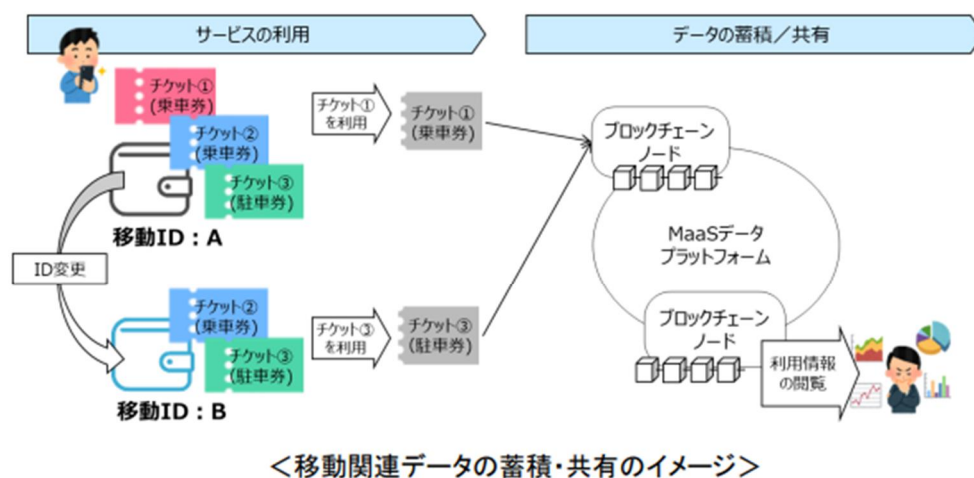 サービスの利用
データの蓄積／共有
チケット①
(乗車券)
チケット②
(乗車券)
チケット③
(駐車券)
移動ID：A
チケット①
を利用
チケット①
(乗車券)
ID変更
チケット②
(乗車券)
チケット③
(駐車券)
移動ID：B
チケット③
を利用
チケット③
(駐車券)
ブロックチェーン
ノード
MaaSデータ
プラットフォーム
ブロックチェーン
ノード
利用情報
の閲覧
＜移動関連データの蓄積・共有のイメージ＞